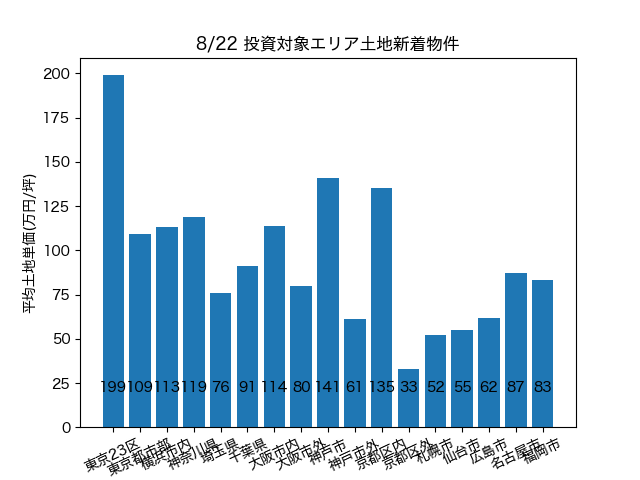 8/22 投資対象エリア土地新着物件
平均土地単価(万円/坪)
200
175
150
125
100
75
50
25
0
199 109 113 119 76 91 114 80 141 61 135 33 52 55 62 87 83
東京23区
東京都市部
横浜市内
神奈川県
埼玉県
千葉県
大阪市内
大阪市外
神戸市
神戸市外
京都区内
京都区外
札幌市
仙台市
広島市
名古屋市
福岡市